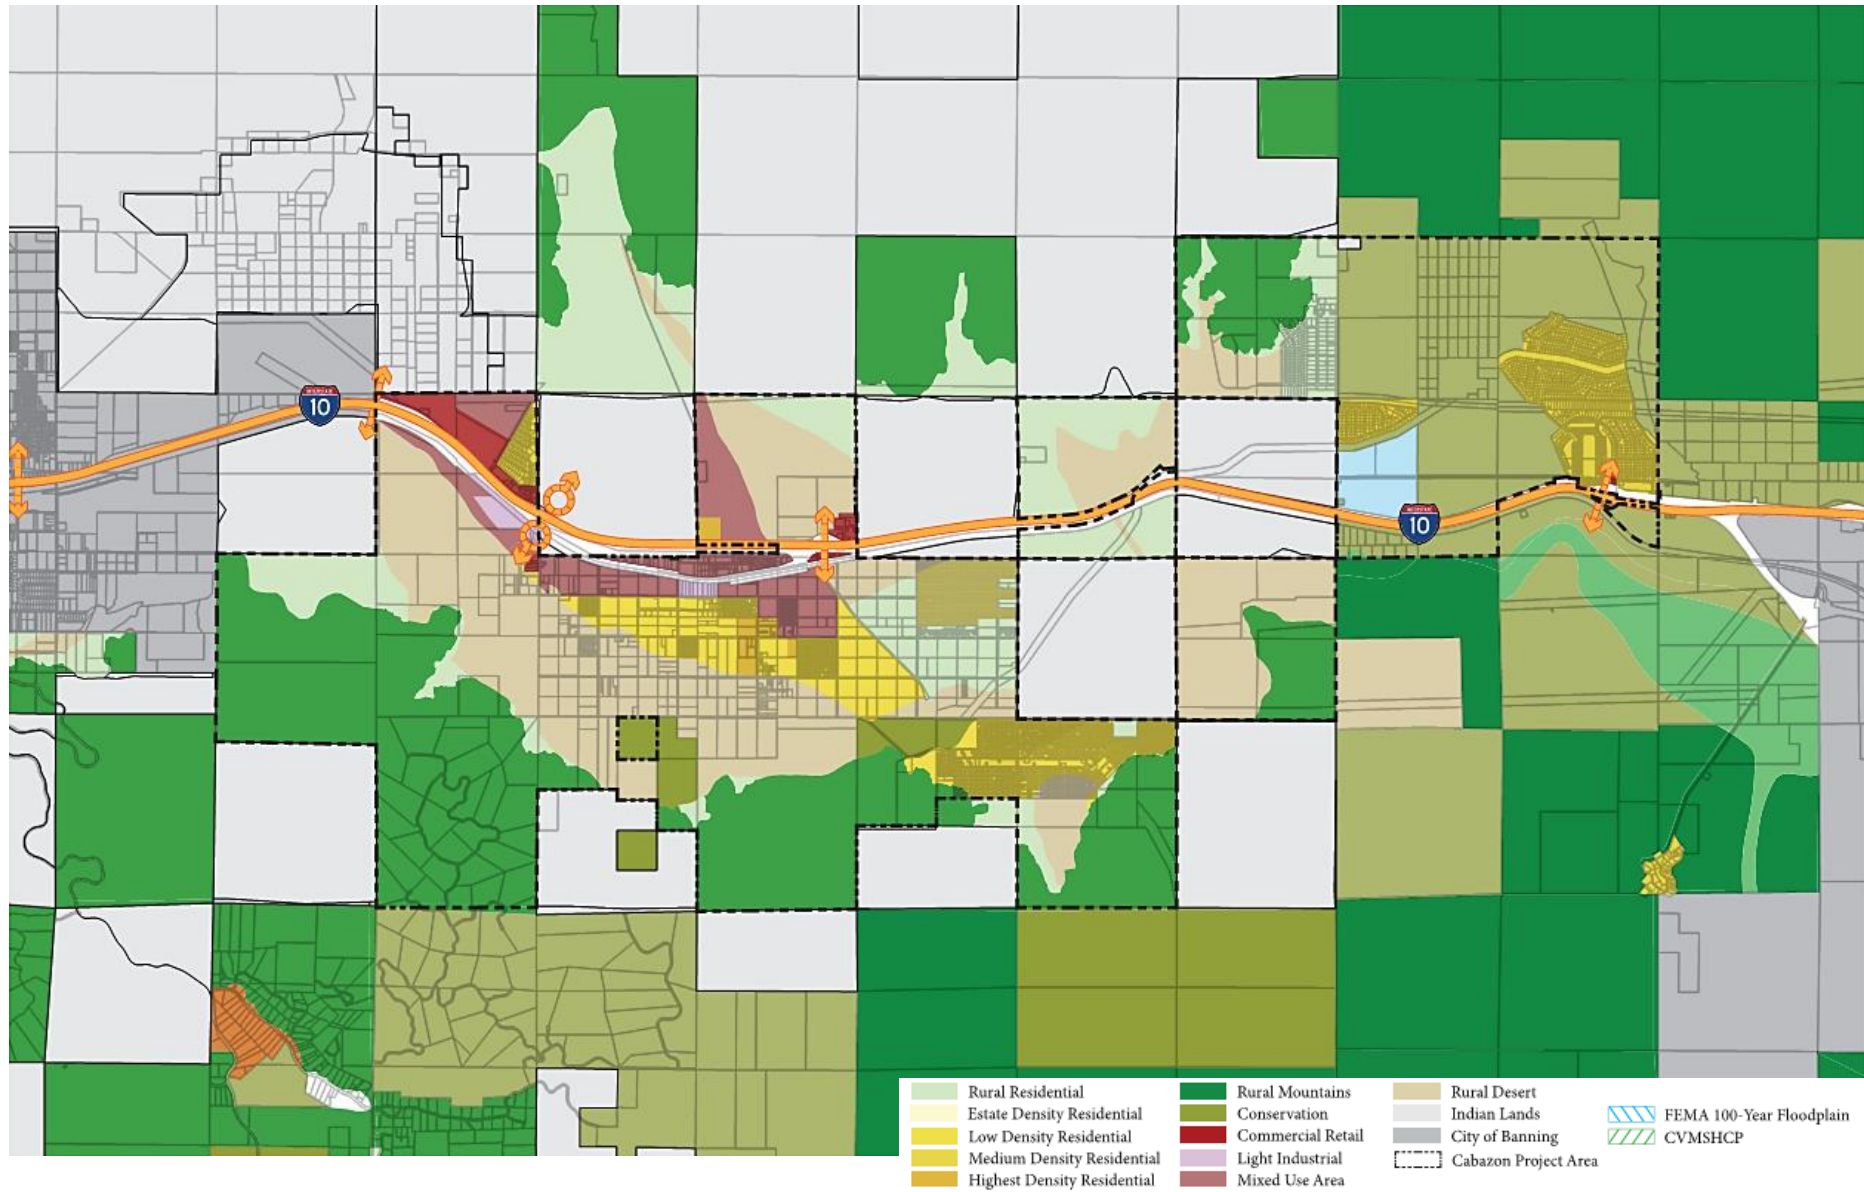 INTERSTATE
10
INTERSTATE
10
Rural Residential
Estate Density Residential
Low Density Residential
Medium Density Residential
Highest Density Residential
Rural Mountains
Conservation
Commercial Retail
Light Industrial
Mixed Use Area
Rural Desert
Indian Lands
City of Banning
Cabazon Project Area
FEMA 100-Year Floodplain
CVMSHCP